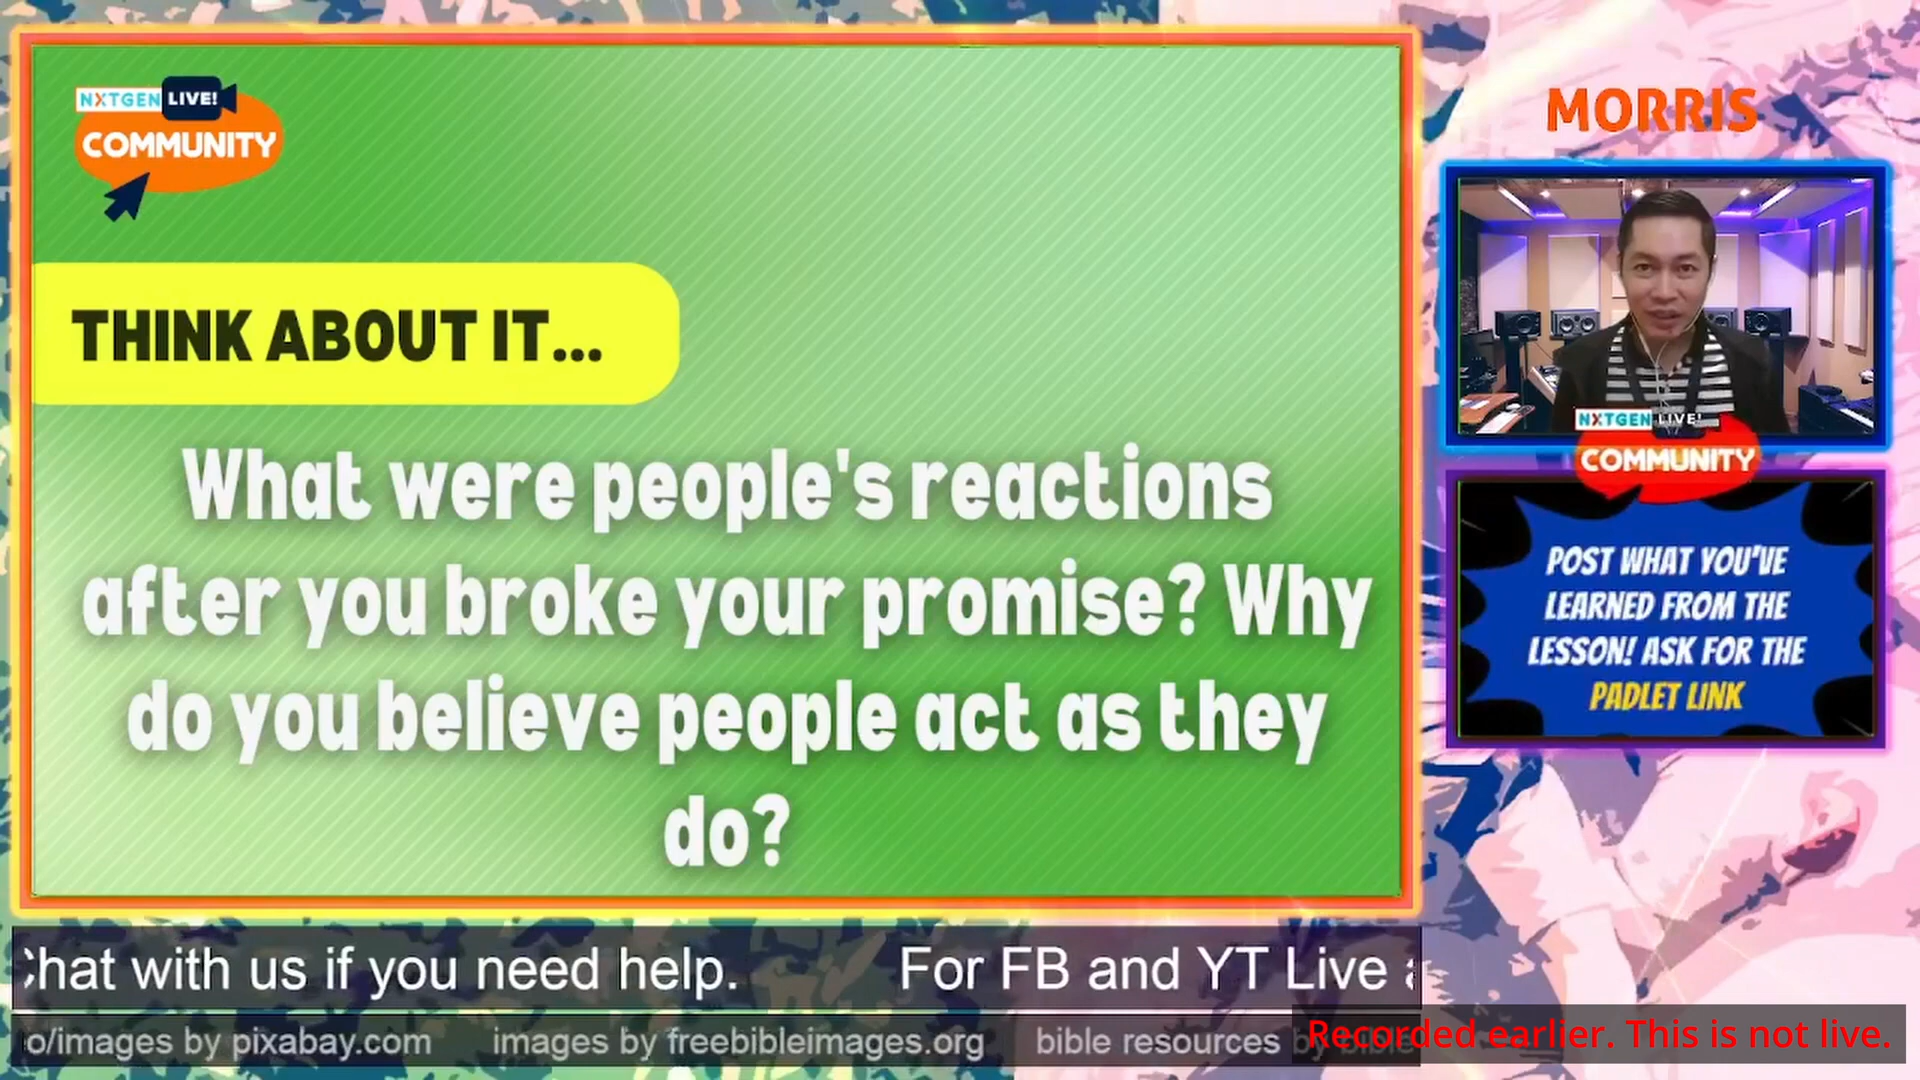 NXTGEN LIVE!
COMMUNITY
THINK ABOUT IT...
What were people's reactions
after you broke your promise? Why
do you believe people act as they
do?
MORRIS
NXTGEN LIVE!
COMMUNITY
POST WHAT YOU'VE
LEARNED FROM THE
LESSON! ASK FOR THE
PADLET LINK
Chat with us if you need help. For FB and YT Live
o/images by pixabay.com images by freebibleimages.org bible resources by bible
Recorded earlier. This is not live.